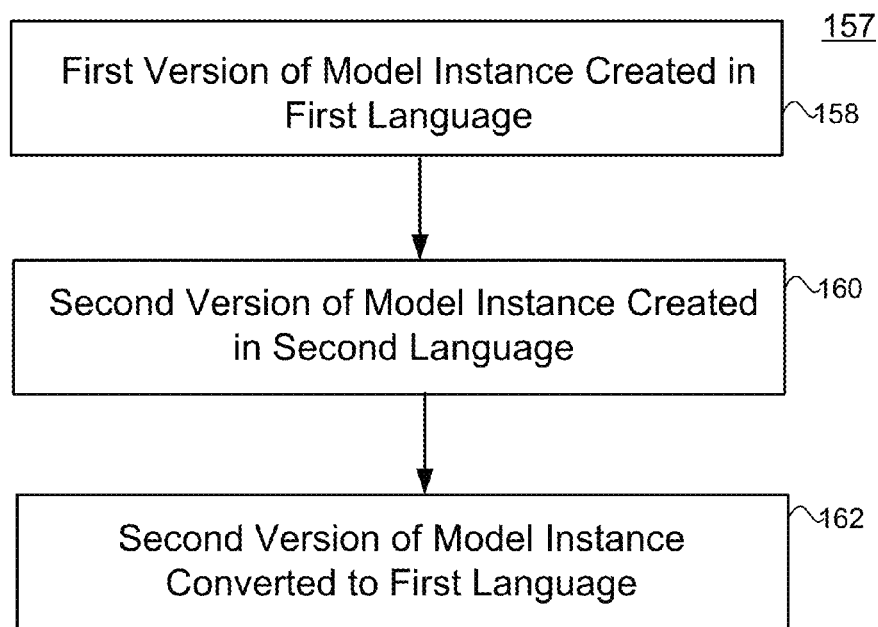 157
First Version of Model Instance Created in
First Language
158
Second Version of Model Instance Created
in Second Language
160
Second Version of Model Instance
Converted to First Language
162